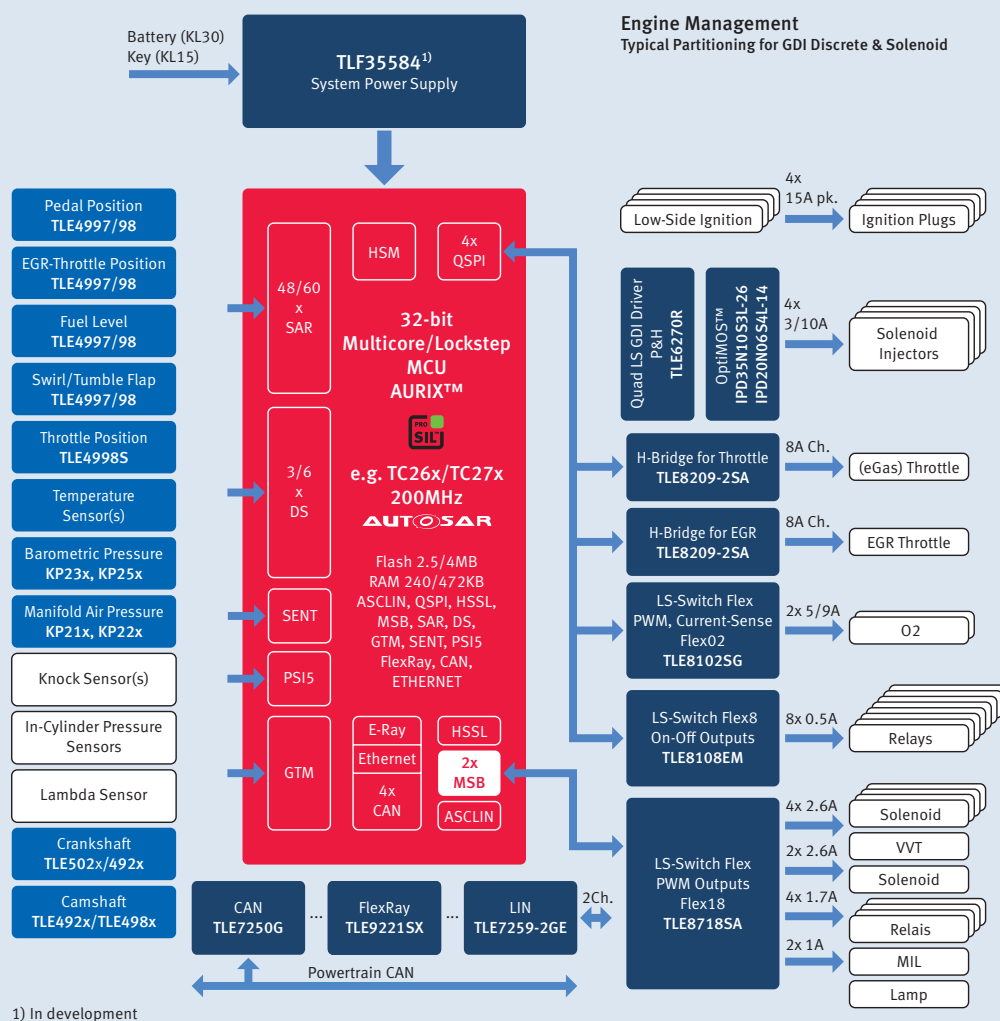 Engine Management
Typical Partitioning for GDI Discrete & Solenoid
Battery (KL30)
Key (KL15)
TLF35584¹⁾
System Power Supply
Pedal Position
TLE4997/98
EGR-Throttle Position
TLE4997/98
Fuel Level
TLE4997/98
Swirl/Tumble Flap
TLE4997/98
Throttle Position
TLE4998S
Temperature
Sensor(s)
Barometric Pressure
KP23x, KP25x
Manifold Air Pressure
KP21x, KP22x
Knock Sensor(s)
In-Cylinder Pressure
Sensors
Lambda Sensor
Crankshaft
TLE502x/492x
Camshaft
TLE492x/TLE498x
48/60
x
SAR
3/6
x
DS
SENT
PSI5
GTM
HSM
4x
QSPI
32-bit
Multicore/Lockstep
MCU
AURIX™
PRO
SIL™
e.g. TC26x/TC27x
200MHz
AUTOSAR
Flash 2.5/4MB
RAM 240/472KB
ASCLIN, QSPI, HSSL,
MSB, SAR, DS,
GTM, SENT, PSI5
FlexRay, CAN,
ETHERNET
E-Ray
Ethernet
4x
CAN
HSSL
2x
MSB
ASCLIN
Low-Side Ignition
4x
15A pk.
Ignition Plugs
Quad LS GDI Driver
P&H
TLE6270R
OptiMOS™
IPD35N10S3L-26
IPD20N06S4L-14
4x
3/10A
Solenoid
Injectors
H-Bridge for Throttle
TLE8209-2SA
8A Ch.
(eGas) Throttle
H-Bridge for EGR
TLE8209-2SA
8A Ch.
EGR Throttle
LS-Switch Flex
PWM, Current-Sense
Flex02
TLE8102SG
2x 5/9A
O2
LS-Switch Flex8
On-Off Outputs
TLE8108EM
8x 0.5A
Relays
LS-Switch Flex
PWM Outputs
Flex18
TLE8718SA
4x 2.6A
Solenoid
VVT
2x 2.6A
Solenoid
4x 1.7A
Relais
2x 1A
MIL
Lamp
CAN
TLE7250G
...
FlexRay
TLE9221SX
...
LIN
TLE7259-2GE
2Ch.
Powertrain CAN
1) In development